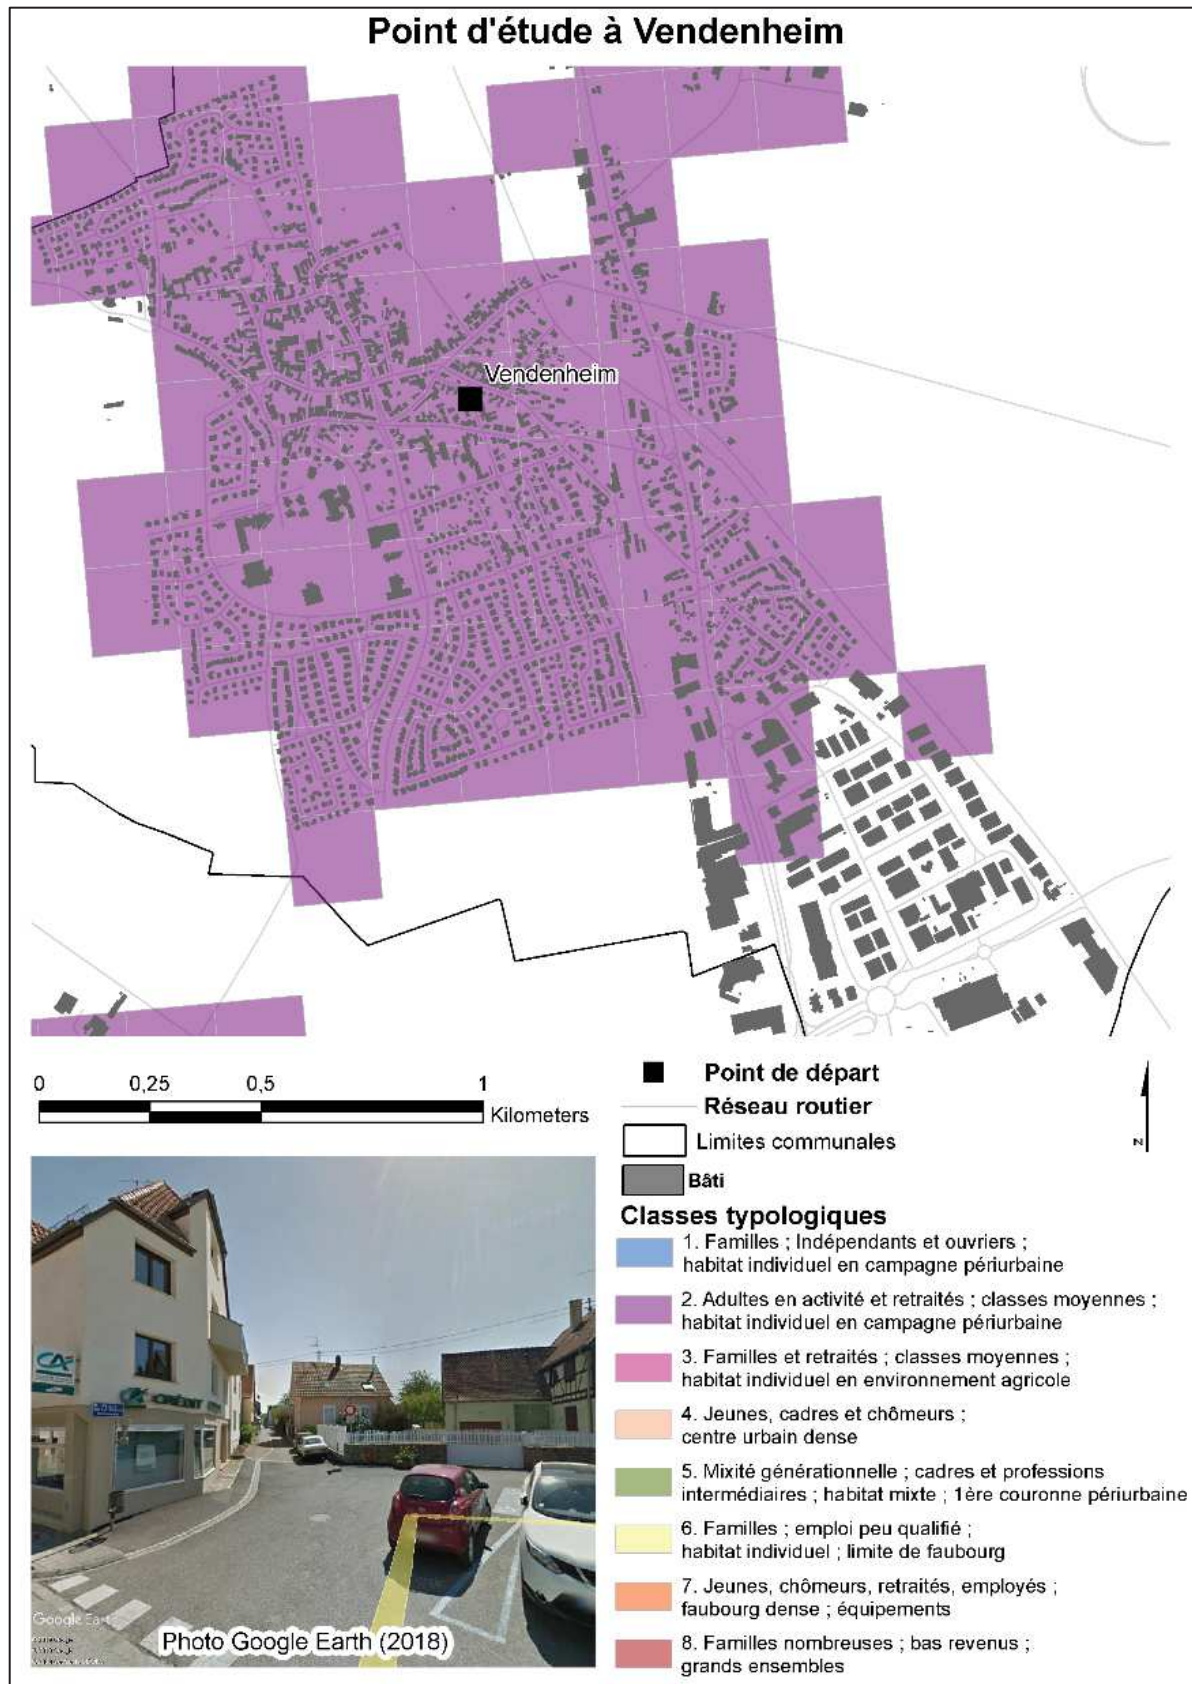 Point d'étude à Vendenheim
Vendenheim
0 0,25 0,5 1
Kilometers
Point de départ
Réseau routier
Limites communales
Bâti
N
Classes typologiques
1. Familles ; Indépendants et ouvriers ;
habitat individuel en campagne périurbaine
2. Adultes en activité et retraités ; classes moyennes ;
habitat individuel en campagne périurbaine
3. Familles et retraités ; classes moyennes ;
habitat individuel en environnement agricole
4. Jeunes, cadres et chômeurs ;
centre urbain dense
5. Mixité générationnelle ; cadres et professions
intermédiaires ; habitat mixte ; 1ère couronne périurbaine
6. Familles ; emploi peu qualifié ;
habitat individuel ; limite de faubourg
7. Jeunes, chômeurs, retraités, employés ;
faubourg dense ; équipements
8. Familles nombreuses ; bas revenus ;
grands ensembles
CA
Google Eart
Photo Google Earth (2018)